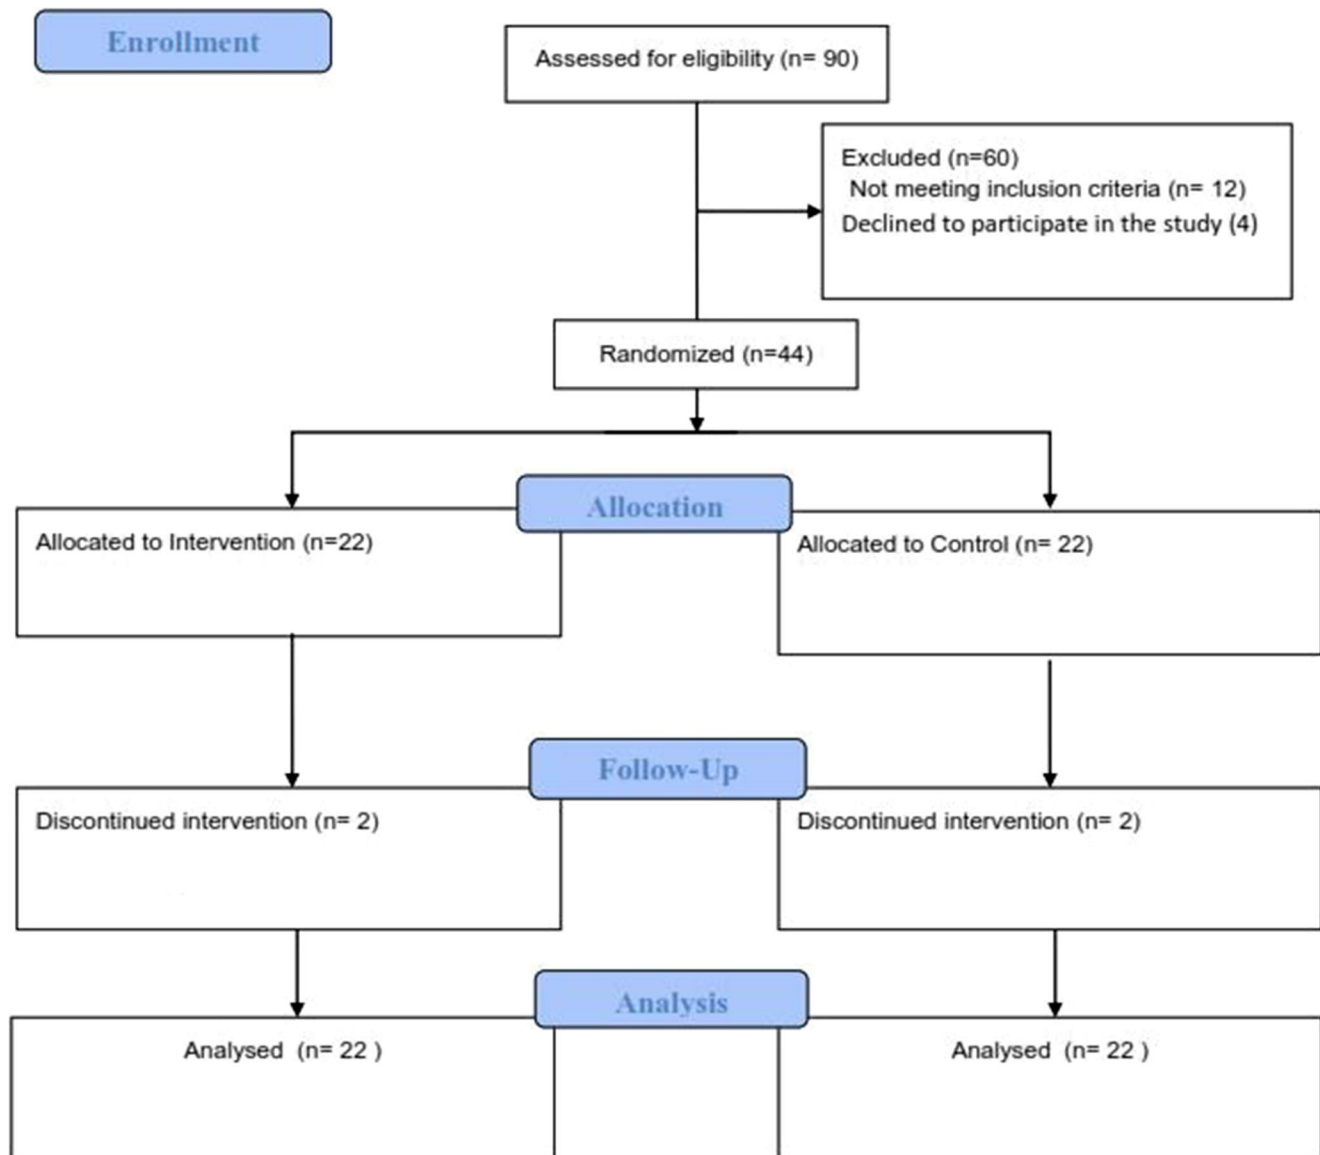 Enrollment
Assessed for eligibility (n= 90)
Excluded (n=60)
Not meeting inclusion criteria (n= 12)
Declined to participate in the study (4)
Randomized (n=44)
Allocation
Allocated to Intervention (n=22)
Allocated to Control (n= 22)
Follow-Up
Discontinued intervention (n= 2)
Discontinued intervention (n= 2)
Analysis
Analysed (n= 22 )
Analysed (n= 22 )